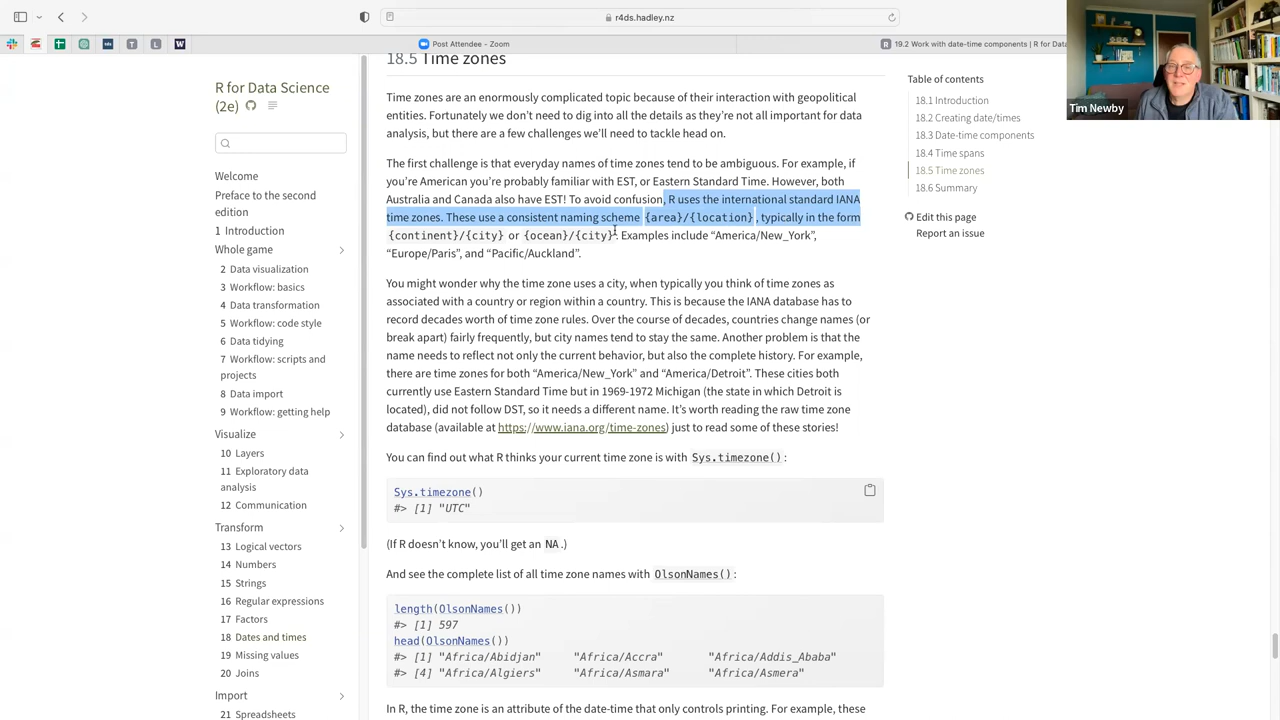 r4ds.hadley.nz
Post Attendee - Zoom
19.2 Work with date-time components | R for Data
Tim Newby
R for Data Science
(2e)
Welcome
Preface to the second
edition
1 Introduction
Whole game
2 Data visualization
3 Workflow: basics
4 Data transformation
5 Workflow: code style
6 Data tidying
7 Workflow: scripts and
projects
8 Data import
9 Workflow: getting help
Visualize
10 Layers
11 Exploratory data
analysis
12 Communication
Transform
13 Logical vectors
14 Numbers
15 Strings
16 Regular expressions
17 Factors
18 Dates and times
19 Missing values
20 Joins
Import
21 Spreadsheets
18.5 Time zones
Time zones are an enormously complicated topic because of their interaction with geopolitical
entities. Fortunately we don't need to dig into all the details as they're not all important for data
analysis, but there are a few challenges we'll need to tackle head on.
The first challenge is that everyday names of time zones tend to be ambiguous. For example, if
you're American you're probably familiar with EST, or Eastern Standard Time. However, both
Australia and Canada also have EST! To avoid confusion, R uses the international standard IANA
time zones. These use a consistent naming scheme {area}/{location}, typically in the form
{continent}/{city} or {ocean}/{city}. Examples include “America/New_York”,
“Europe/Paris”, and “Pacific/Auckland”.
You might wonder why the time zone uses a city, when typically you think of time zones as
associated with a country or region within a country. This is because the IANA database has to
record decades worth of time zone rules. Over the course of decades, countries change names (or
break apart) fairly frequently, but city names tend to stay the same. Another problem is that the
name needs to reflect not only the current behavior, but also the complete history. For example,
there are time zones for both “America/New_York” and “America/Detroit”. These cities both
currently use Eastern Standard Time but in 1969-1972 Michigan (the state in which Detroit is
located), did not follow DST, so it needs a different name. It's worth reading the raw time zone
database (available at https://www.iana.org/time-zones) just to read some of these stories!
You can find out what R thinks your current time zone is with Sys.timezone():
Sys.timezone()
#> [1] "UTC"
(If R doesn't know, you'll get an NA.)
And see the complete list of all time zone names with OlsonNames():
length(OlsonNames())
#> [1] 597
head(OlsonNames())
#> [1] "Africa/Abidjan" "Africa/Accra" "Africa/Addis_Ababa"
#> [4] "Africa/Algiers" "Africa/Asmara" "Africa/Asmera"
In R, the time zone is an attribute of the date-time that only controls printing. For example, these
Table of contents
18.1 Introduction
18.2 Creating date/times
18.3 Date-time components
18.4 Time spans
18.5 Time zones
18.6 Summary
Edit this page
Report an issue